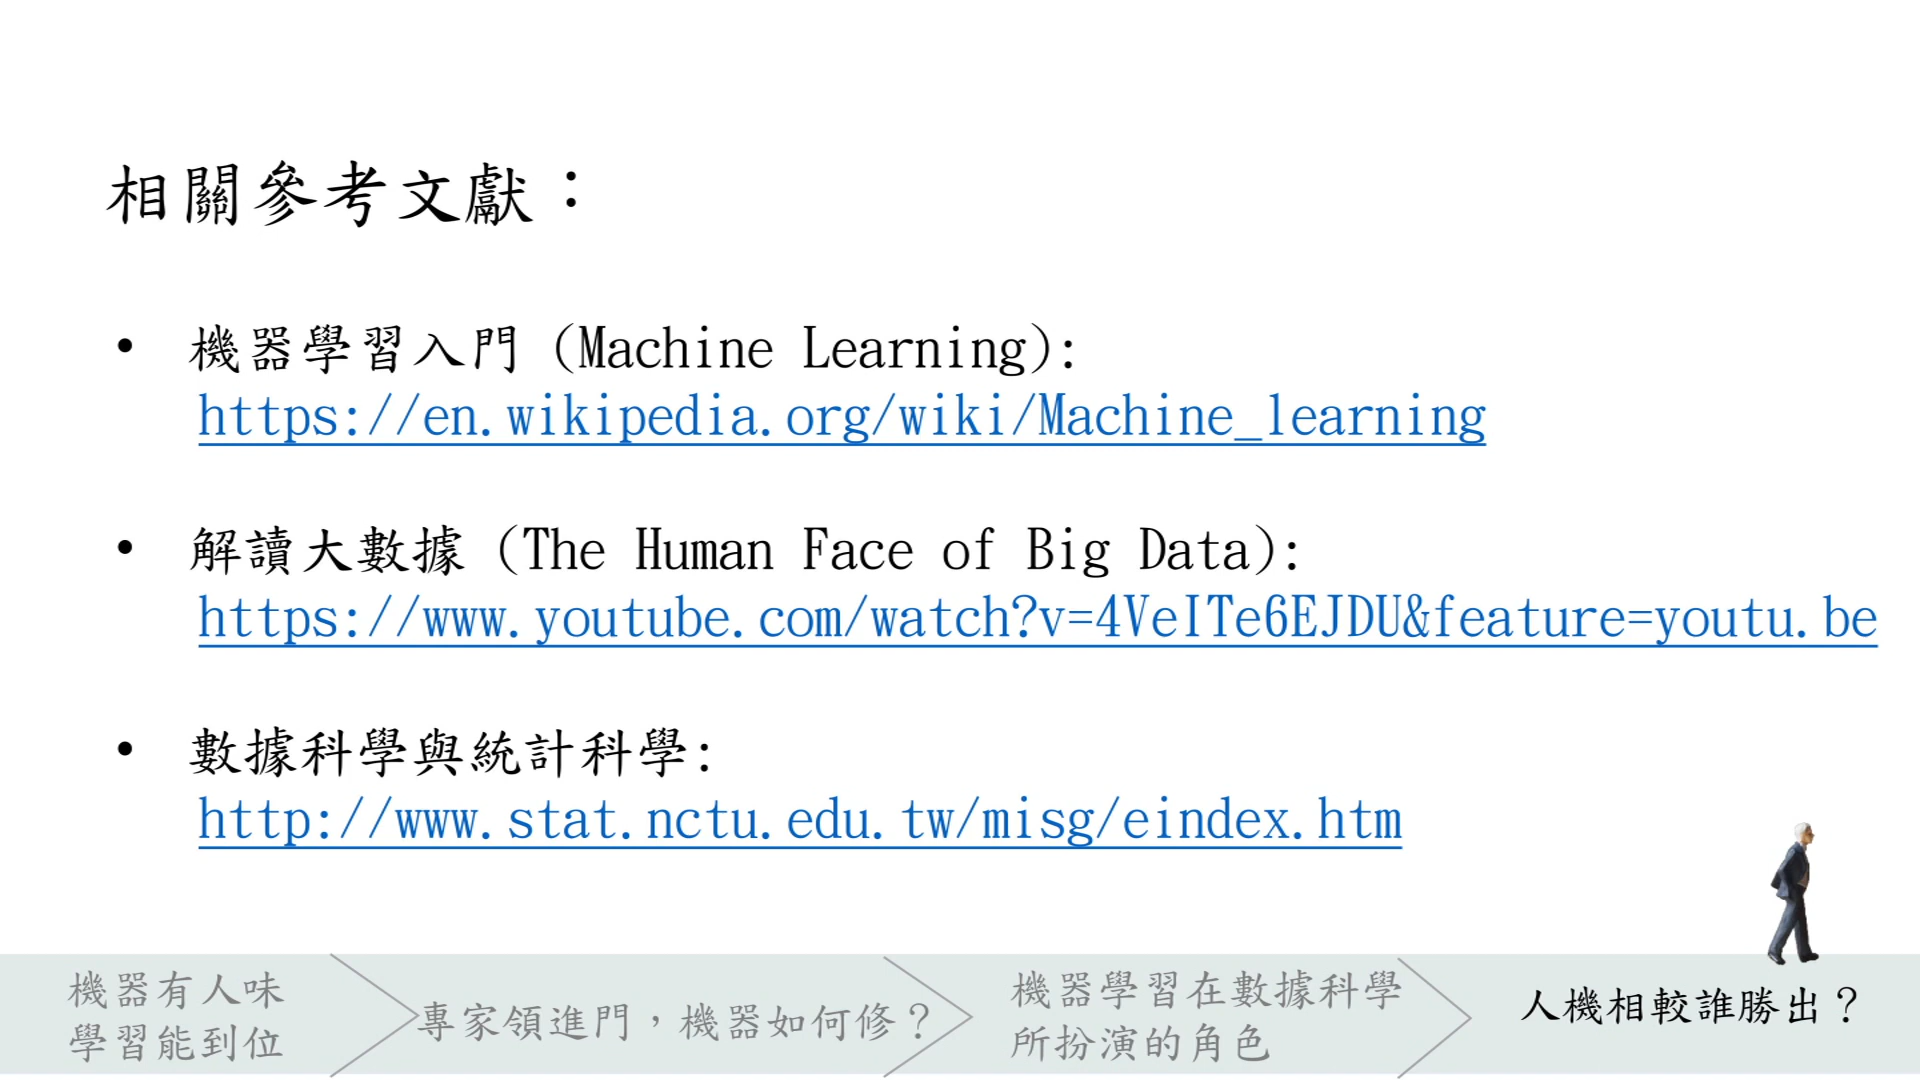 相關參考文獻：
• 機器學習入門 (Machine Learning):
https://en.wikipedia.org/wiki/Machine_learning
• 解讀大數據 (The Human Face of Big Data):
https://www.youtube.com/watch?v=4VeITe6EJDU&feature=youtu.be
• 數據科學與統計科學:
http://www.stat.nctu.edu.tw/misg/eindex.htm
機器有人味
學習能到位
專家領進門，機器如何修？
機器學習在數據科學
所扮演的角色
人機相較誰勝出？